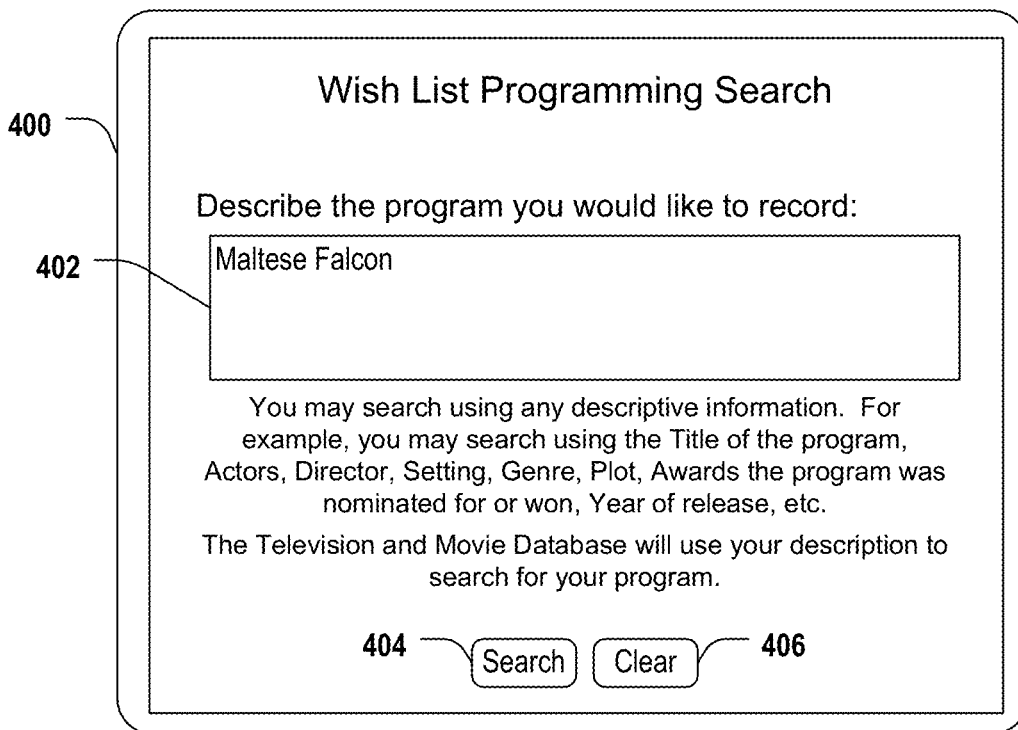 Wish List Programming Search
400
Describe the program you would like to record:
402
Maltese Falcon
You may search using any descriptive information.  For
example, you may search using the Title of the program,
Actors, Director, Setting, Genre, Plot, Awards the program was
nominated for or won, Year of release, etc.
The Television and Movie Database will use your description to
search for your program.
404 Search Clear 406